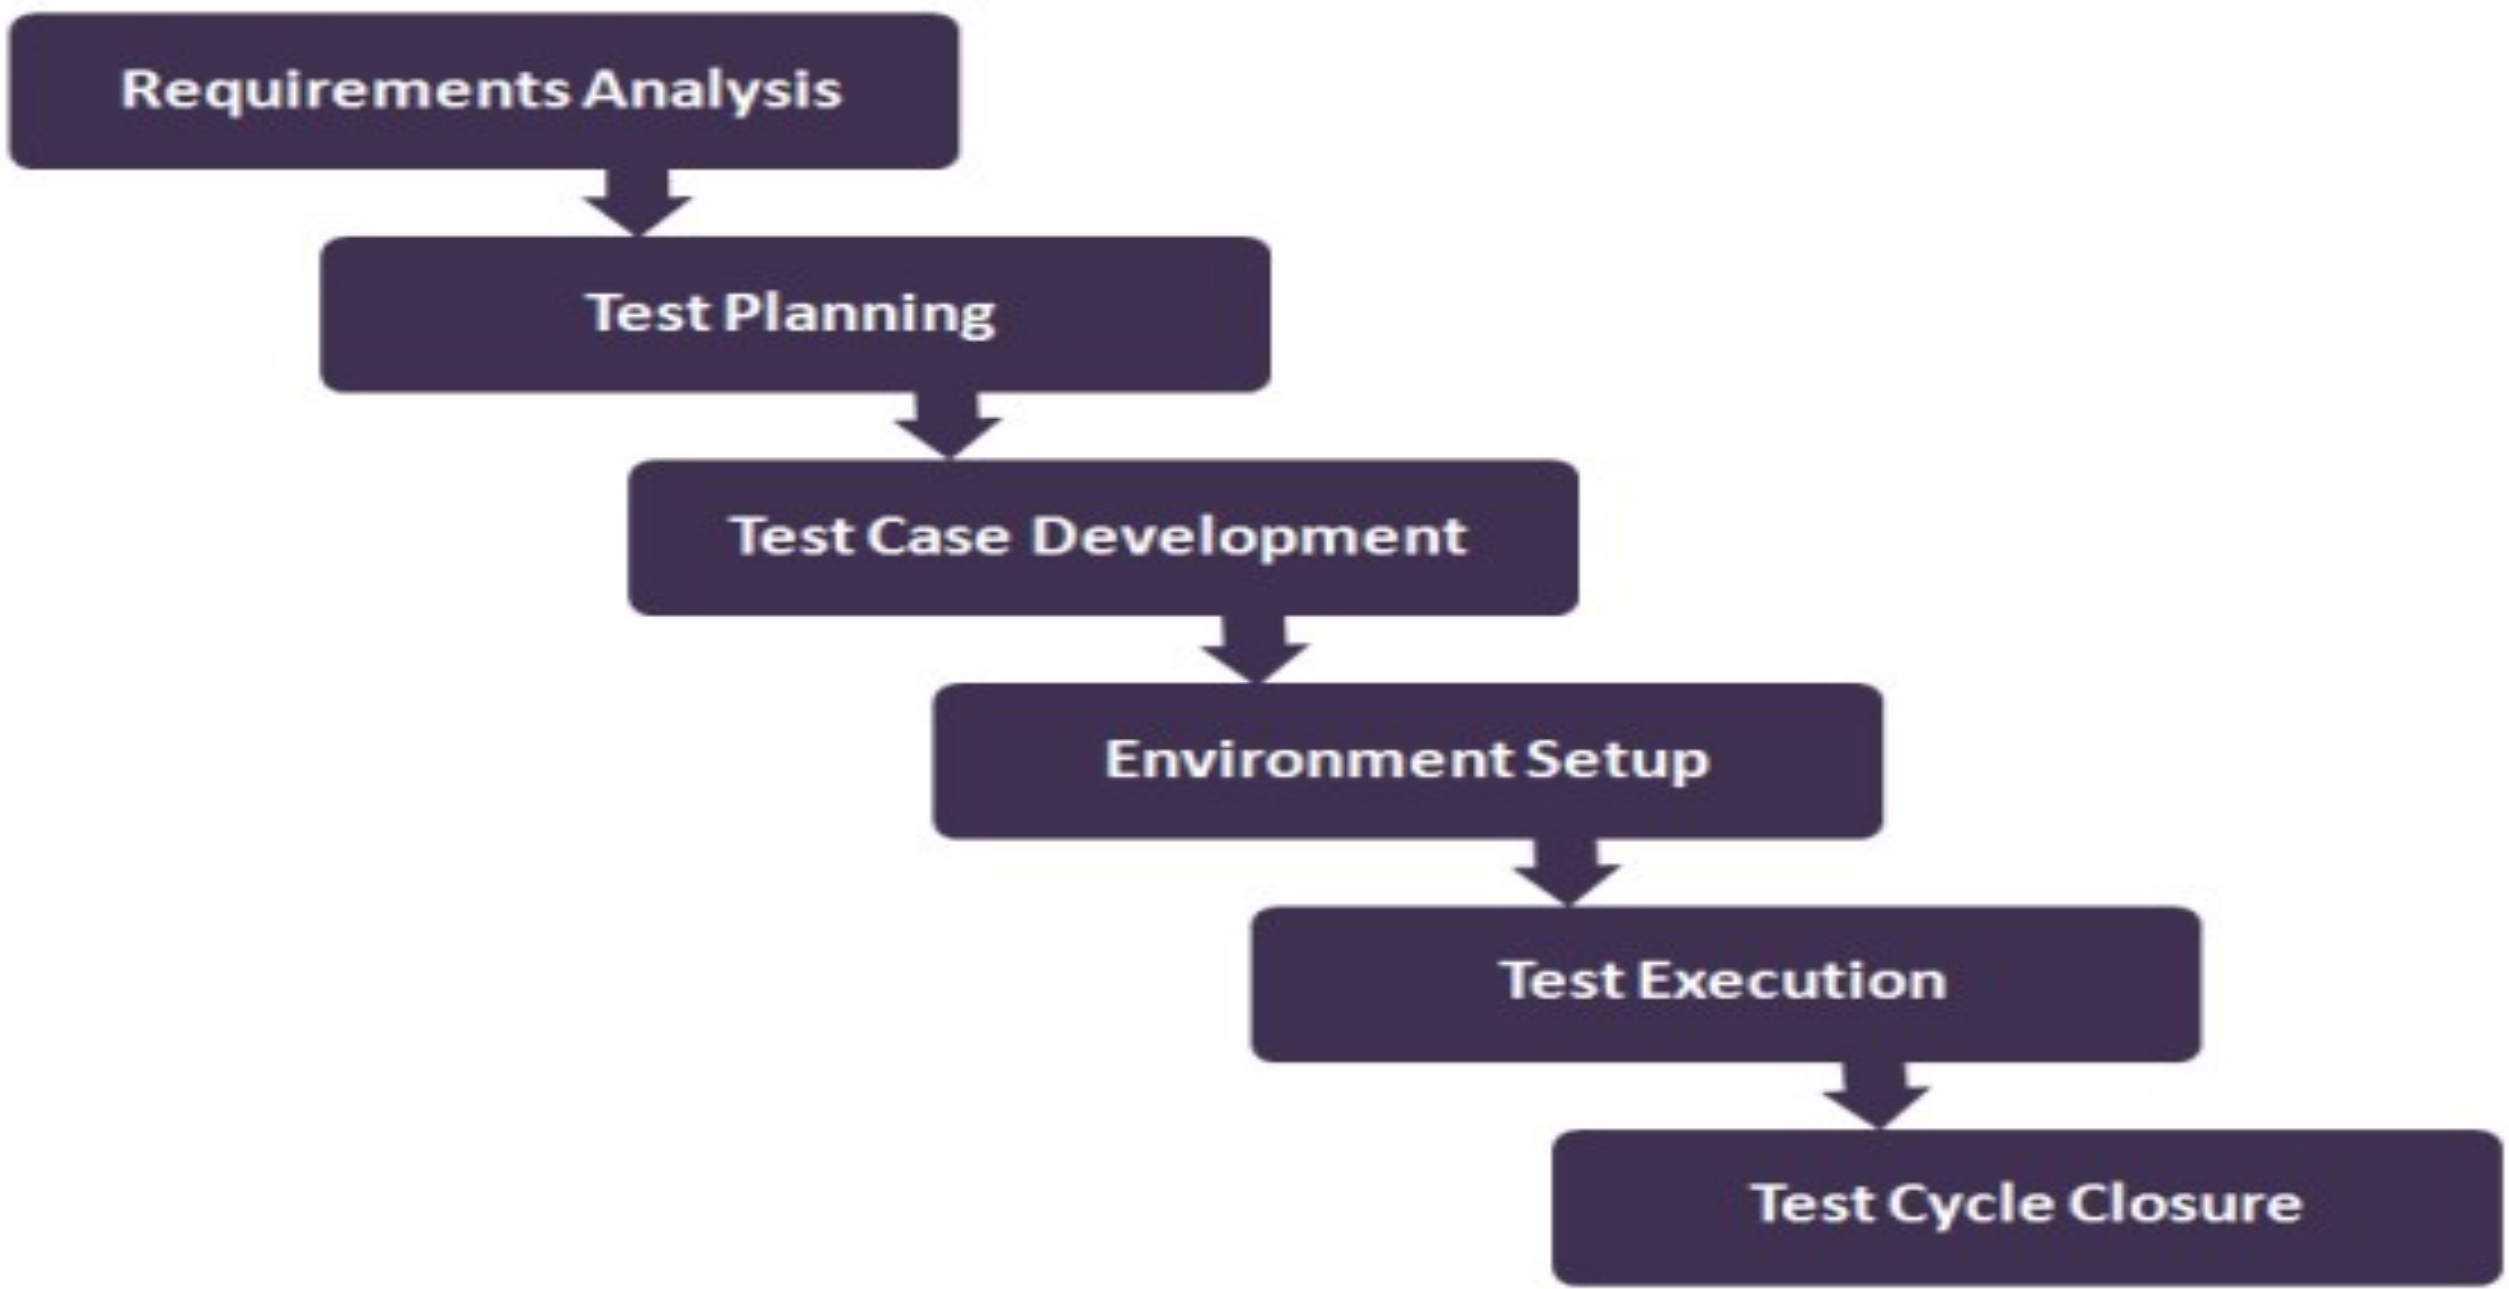 Requirements Analysis
Test Planning
Test Case Development
Environment Setup
Test Execution
Test Cycle Closure